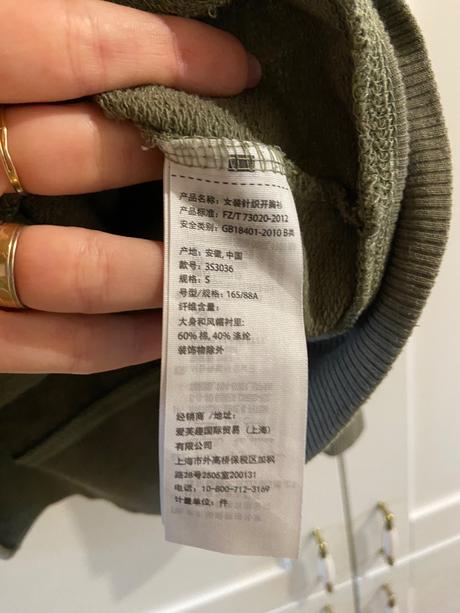 产品名称: 女装针织开胸衫
产品标准: FZ/T 73020-2012
安全类别: GB18401-2010 B类
产地: 安徽, 中国
款号: 3S3036
规格: S
号型/规格: 165/88A
纤维含量:
大身和风帽衬里:
60% 棉, 40% 涤纶
装饰物除外
经销商 /地址:
爱芙趣国际贸易 (上海)
有限公司
上海市外高桥保税区加枫
路28号2806室200131
电话: 10-800-712-3169
计量单位: 件